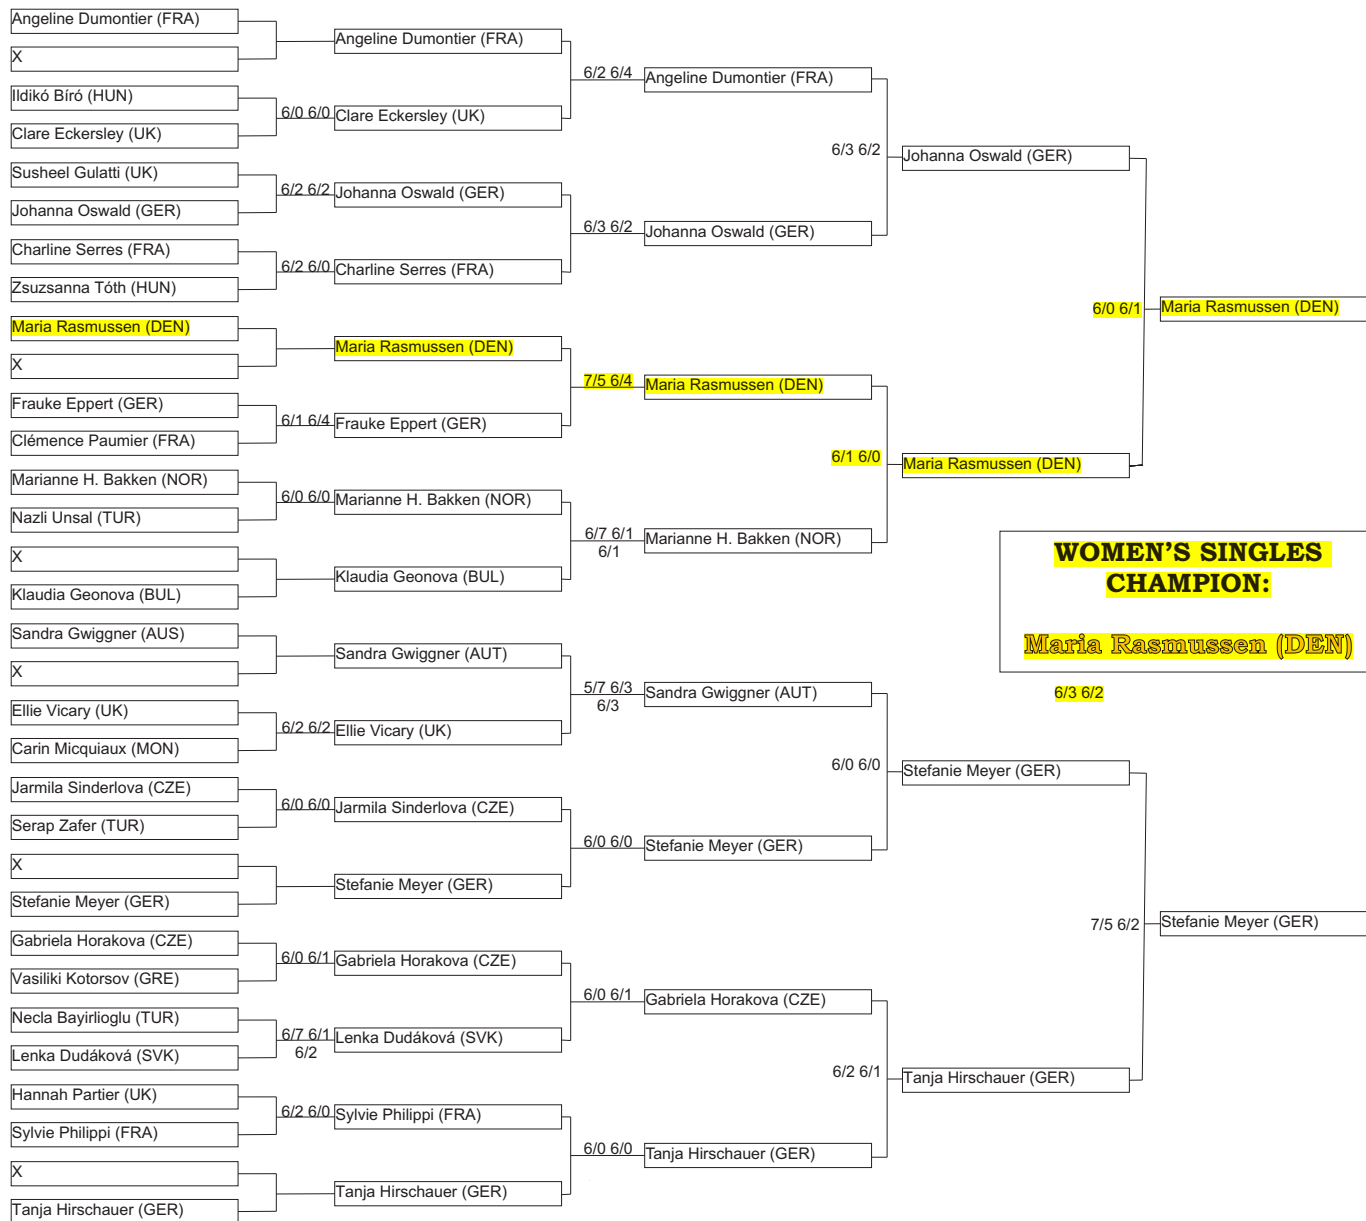 Angeline Dumontier (FRA)
X
Ildikó Bíró (HUN)
Clare Eckersley (UK)
Susheel Gulatti (UK)
Johanna Oswald (GER)
Charline Serres (FRA)
Zsuzsanna Tóth (HUN)
Maria Rasmussen (DEN)
X
Frauke Eppert (GER)
Clémence Paumier (FRA)
Marianne H. Bakken (NOR)
Nazli Unsal (TUR)
X
Klaudia Geonova (BUL)
Sandra Gwiggner (AUS)
X
Ellie Vicary (UK)
Carin Micquiaux (MON)
Jarmila Sinderlova (CZE)
Serap Zafer (TUR)
X
Stefanie Meyer (GER)
Gabriela Horakova (CZE)
Vasiliki Kotorsov (GRE)
Necla Bayirlioglu (TUR)
Lenka Dudáková (SVK)
Hannah Partier (UK)
Sylvie Philippi (FRA)
X
Tanja Hirschauer (GER)
6/0 6/0
6/2 6/2
6/2 6/0
6/1 6/4
6/0 6/0
6/2 6/2
6/0 6/0
6/0 6/1
6/7 6/1
6/2
6/2 6/0
Angeline Dumontier (FRA)
Clare Eckersley (UK)
Johanna Oswald (GER)
Charline Serres (FRA)
Maria Rasmussen (DEN)
Frauke Eppert (GER)
Marianne H. Bakken (NOR)
Klaudia Geonova (BUL)
Sandra Gwiggner (AUT)
Ellie Vicary (UK)
Jarmila Sinderlova (CZE)
Stefanie Meyer (GER)
Gabriela Horakova (CZE)
Lenka Dudáková (SVK)
Sylvie Philippi (FRA)
Tanja Hirschauer (GER)
6/2 6/4
6/3 6/2
7/5 6/4
6/7 6/1
6/1
5/7 6/3
6/3
6/0 6/0
6/0 6/1
6/0 6/0
Angeline Dumontier (FRA)
Johanna Oswald (GER)
Maria Rasmussen (DEN)
Marianne H. Bakken (NOR)
Sandra Gwiggner (AUT)
Stefanie Meyer (GER)
Gabriela Horakova (CZE)
Tanja Hirschauer (GER)
6/3 6/2
6/1 6/0
6/0 6/0
6/2 6/1
Johanna Oswald (GER)
Maria Rasmussen (DEN)
Stefanie Meyer (GER)
Tanja Hirschauer (GER)
6/0 6/1
7/5 6/2
Maria Rasmussen (DEN)
Stefanie Meyer (GER)
WOMEN'S SINGLES
CHAMPION:
Maria Rasmussen (DEN)
6/3 6/2